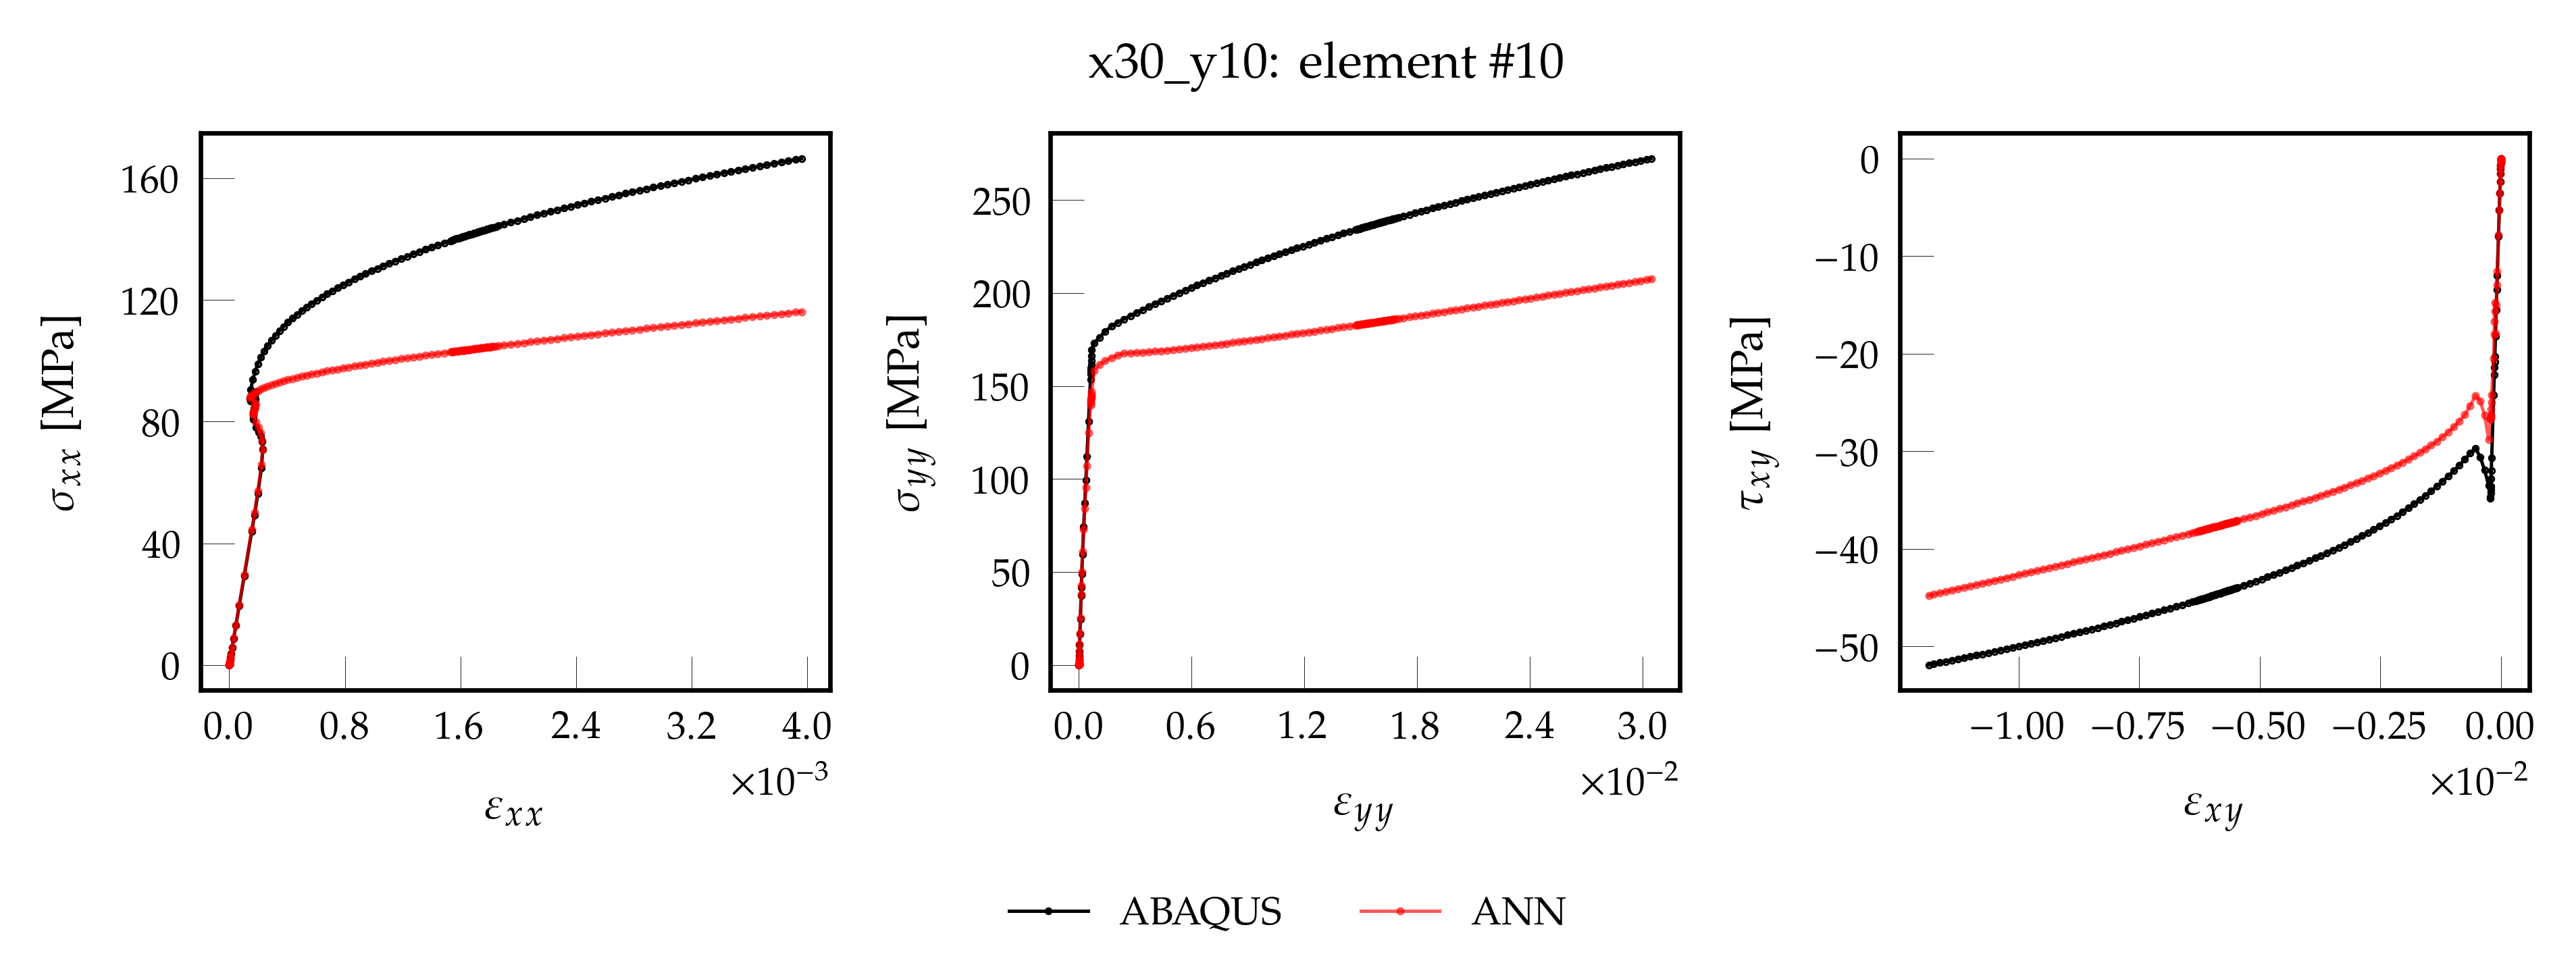 x30_y10: element #10
σxx [MPa]
160
120
80
40
0
0.0 0.8 1.6 2.4 3.2 4.0
×10−3
εxx
σyy [MPa]
250
200
150
100
50
0
0.0 0.6 1.2 1.8 2.4 3.0
×10−2
εyy
τxy [MPa]
0
−10
−20
−30
−40
−50
−1.00 −0.75 −0.50 −0.25 0.00
×10−2
εxy
ABAQUS ANN